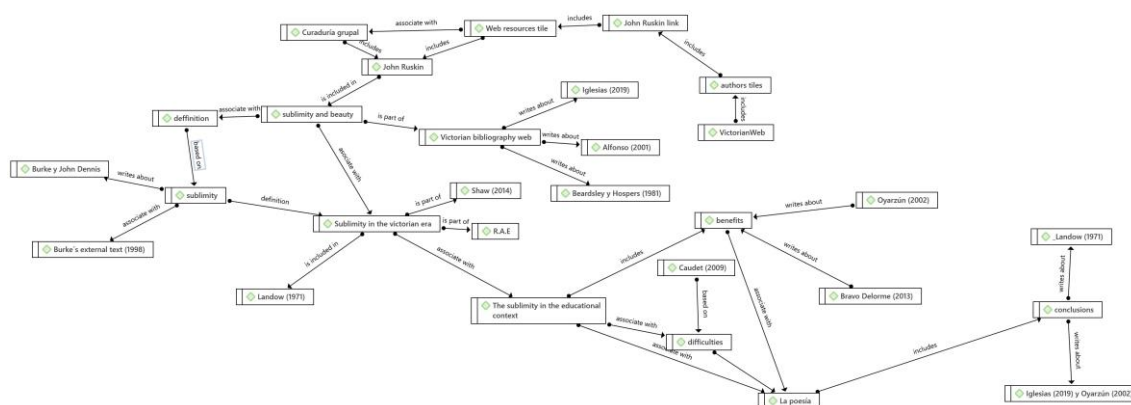 associate with
includes
Curaduría grupal
Web resources tile
John Ruskin link
includes
includes
includes
John Ruskin
authors tiles
is included in
includes
Iglesias (2019)
writes about
associate with
deffinition
sublimity and beauty
is part of
VictorianWeb
Victorian bibliography web
writes about
Alfonso (2001)
based on
asociate with
writes about
Burke y John Dennis
writes about
Beardsley y Hospers (1981)
sublimity
Shaw (2014)
is part of
definition
Oyarzún (2002)
writes about
associate with
benefits
Sublimity in the victorian era
is part of
R.A.E
Burke´s external text (1998)
_Landow (1971)
is included in
associate with
includes
writes about
writes about
Caudet (2009)
Landow (1971)
Bravo Delorme (2013)
based on
The sublimity in the educational
context
conclusions
associate with
associate with
difficulties
includes
writes about
associate with
La poesía
Iglesias (2019) y Oyarzún (2002)